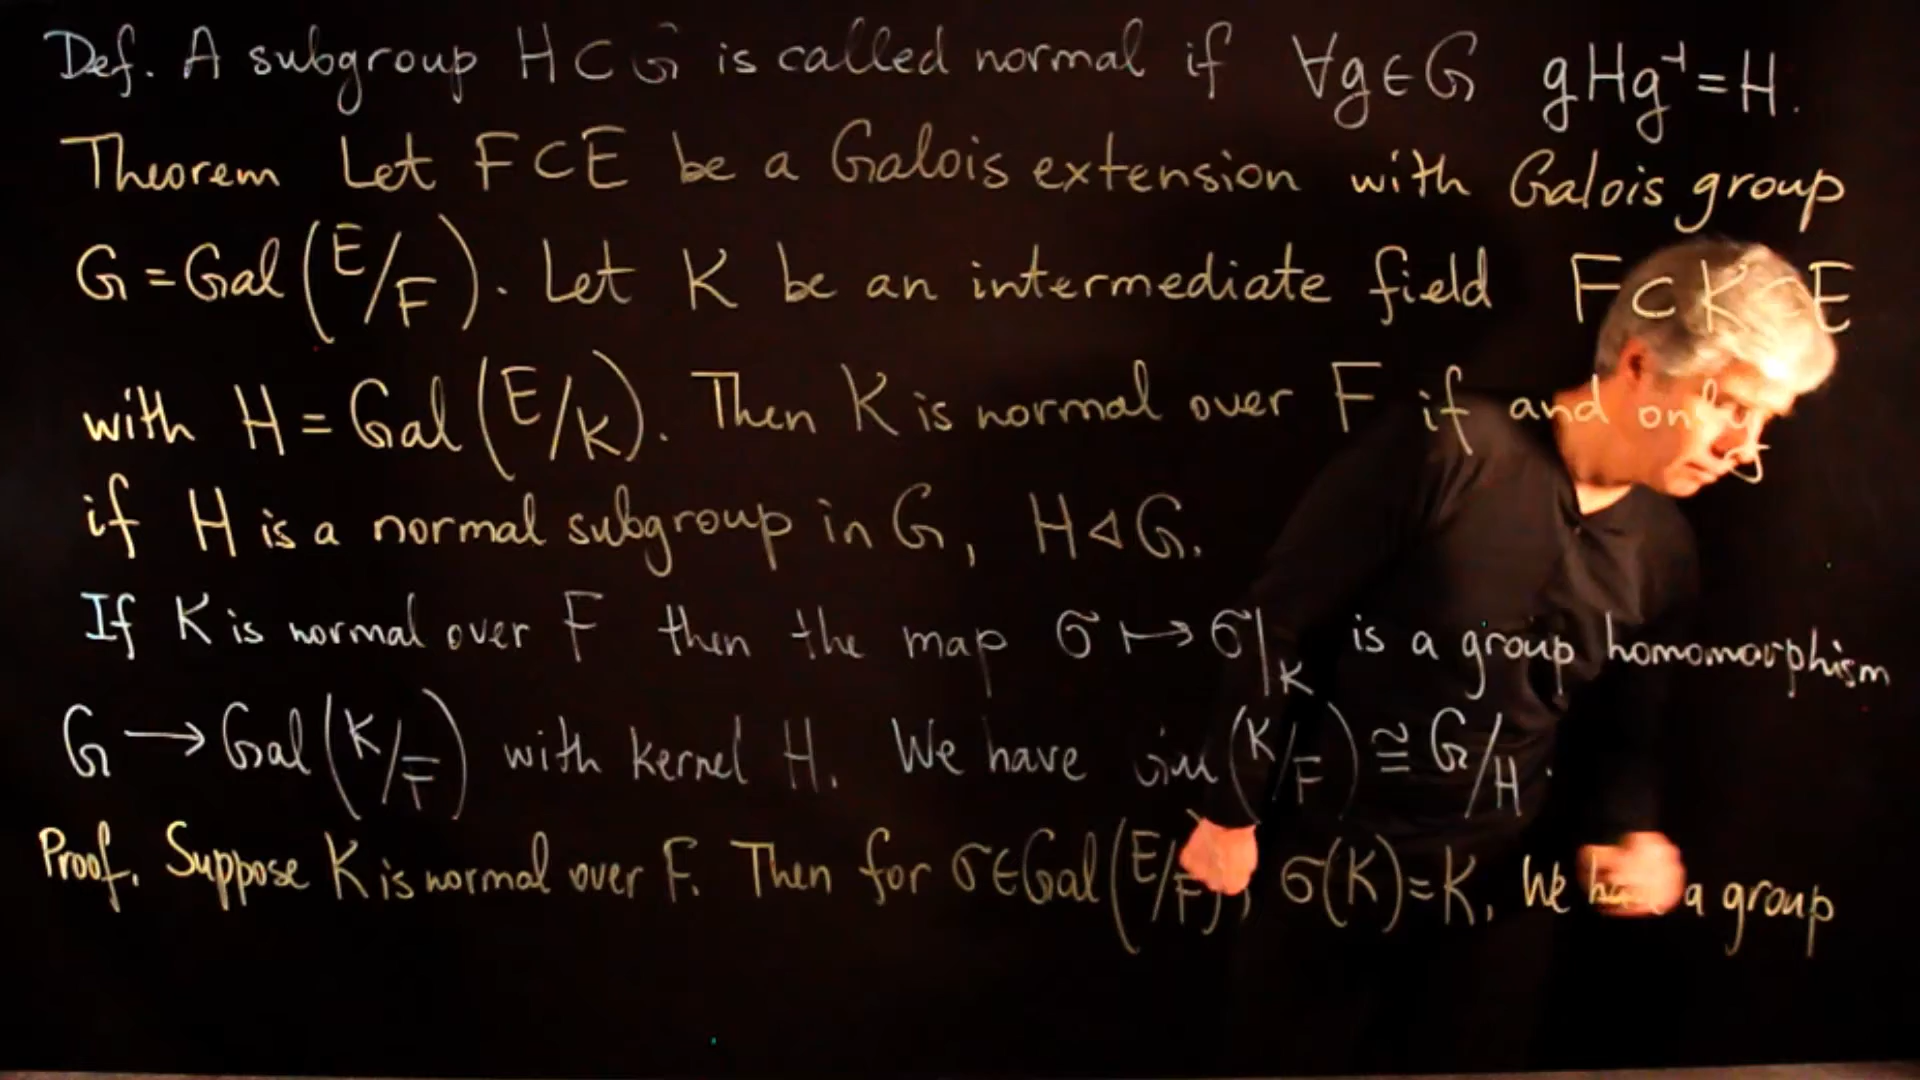 Def. A subgroup H ⊂ G is called normal if ∀g∈G gHg⁻¹=H.
Theorem Let F⊂E be a Galois extension with Galois group
G = Gal(E/F). Let K be an intermediate field F⊂K⊂E
with H = Gal(E/K). Then K is normal over F if and only
if H is a normal subgroup in G, H◁G.
If K is normal over F then the map σ ↦ σ|_K is a group homomorphism
G → Gal(K/F) with kernel H. We have (K/F) ≅ G/H.
Proof. Suppose K is normal over F. Then for σ∈Gal(E/F), σ(K)=K. We a group